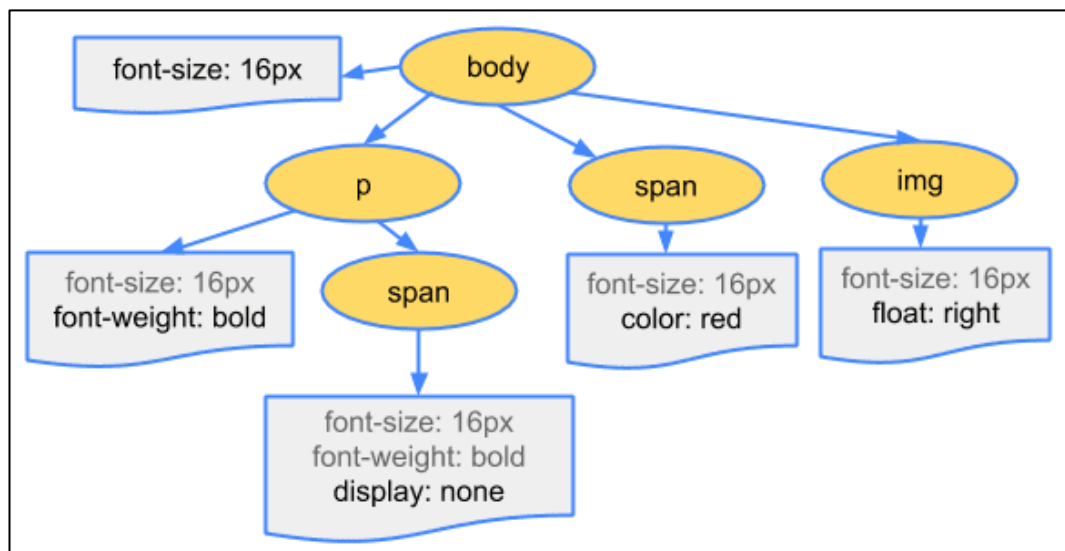 font-size: 16px
body
p
span
img
font-size: 16px
font-weight: bold
span
font-size: 16px
color: red
font-size: 16px
float: right
font-size: 16px
font-weight: bold
display: none